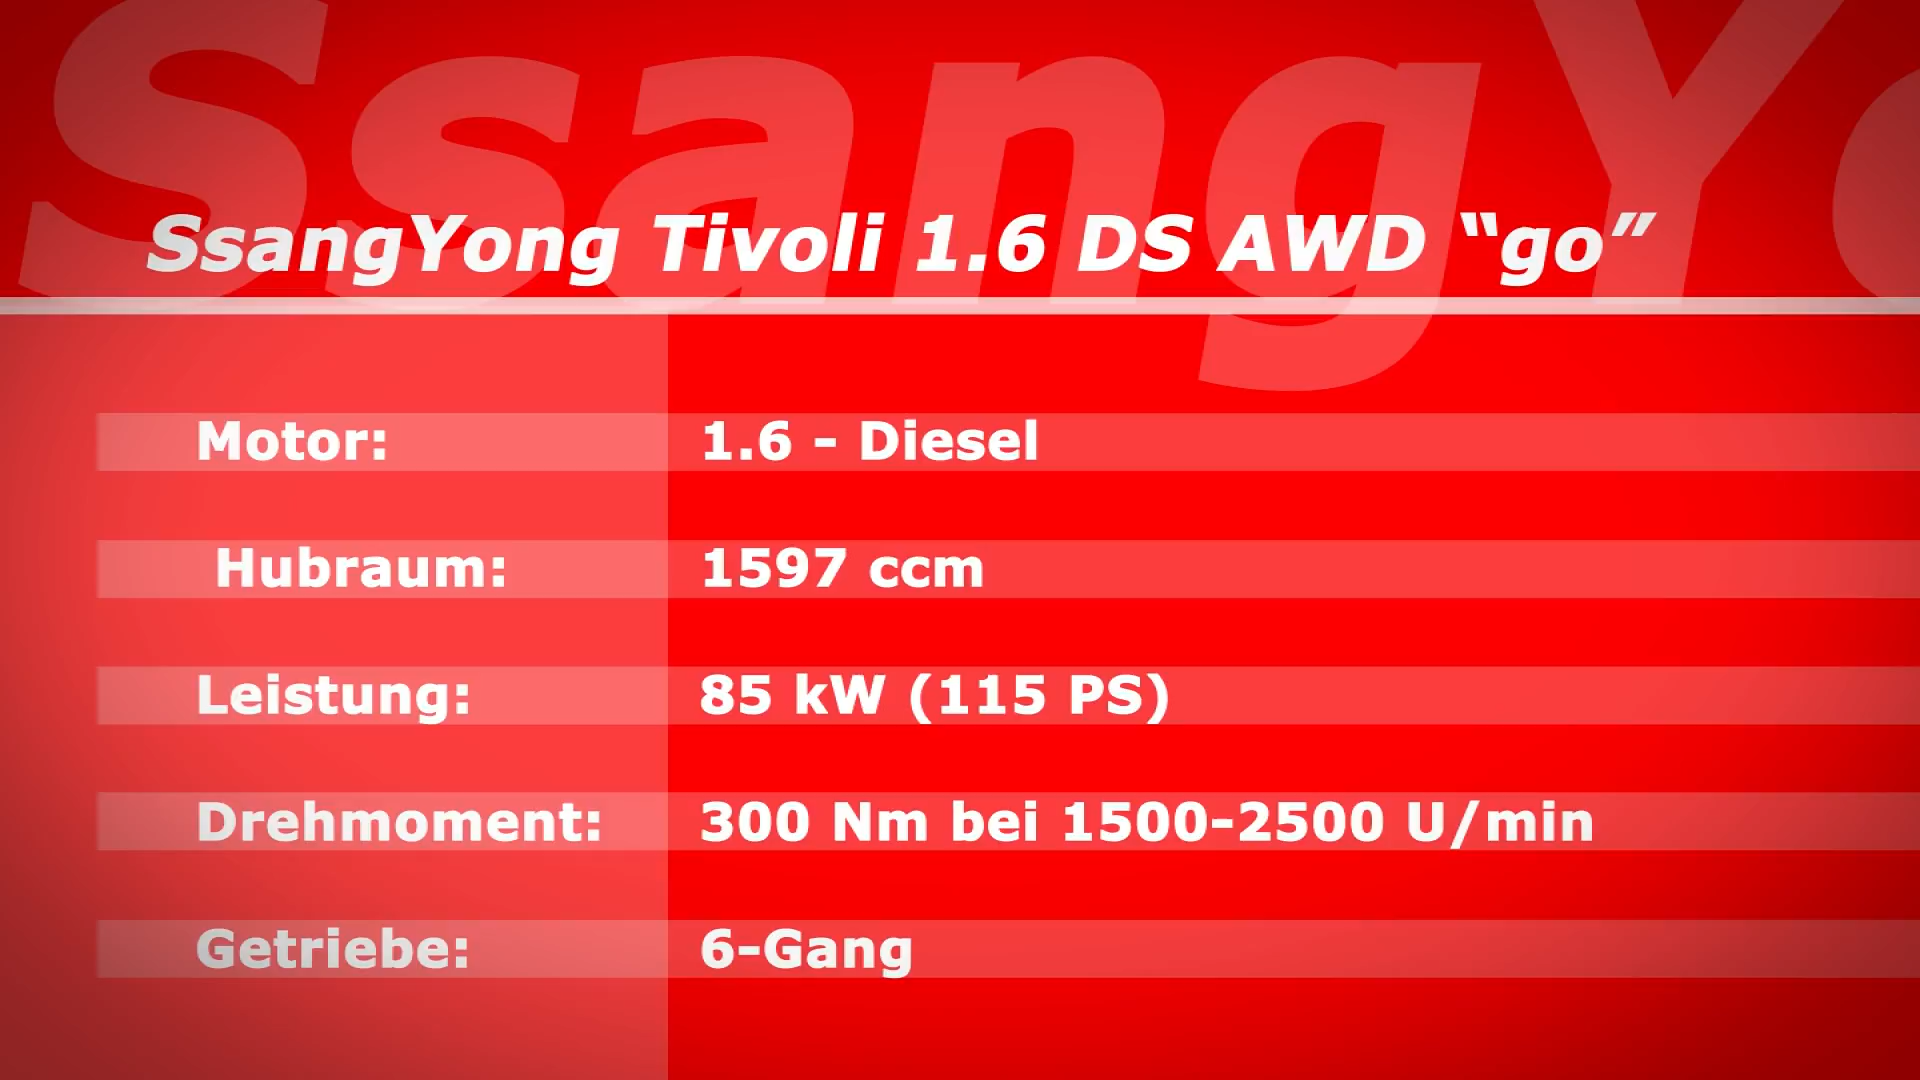 SsangYo
SsangYong Tivoli 1.6 DS AWD “go”
Motor: 1.6 - Diesel
Hubraum: 1597 ccm
Leistung: 85 kW (115 PS)
Drehmoment: 300 Nm bei 1500-2500 U/min
Getriebe: 6-Gang